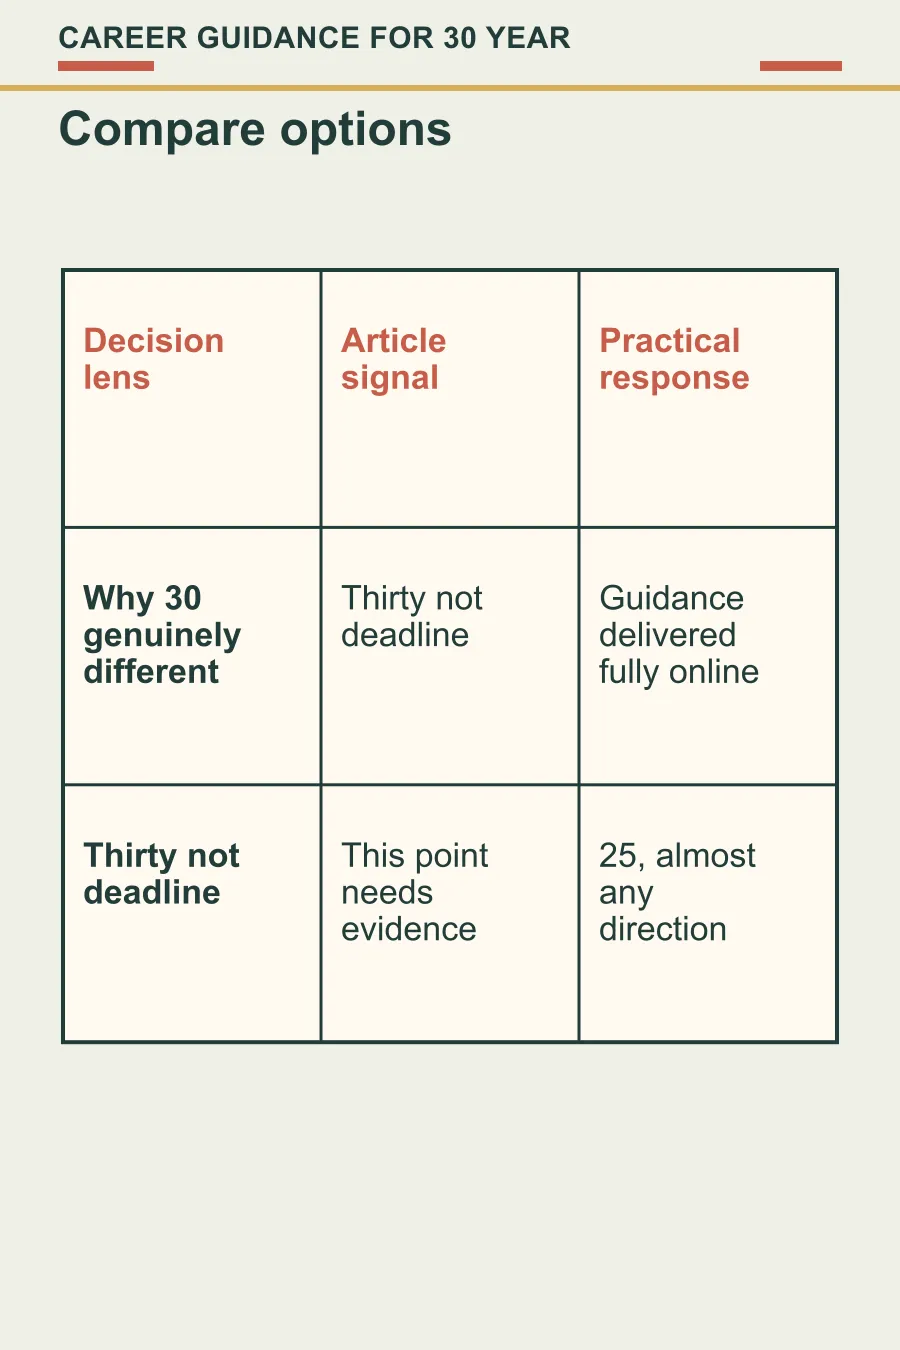 CAREER GUIDANCE FOR 30 YEAR
Compare options
Decision
lens
Article
signal
Practical
response
Why 30
genuinely
different
Thirty not
deadline
Guidance
delivered
fully online
Thirty not
deadline
This point
needs
evidence
25, almost
any
direction